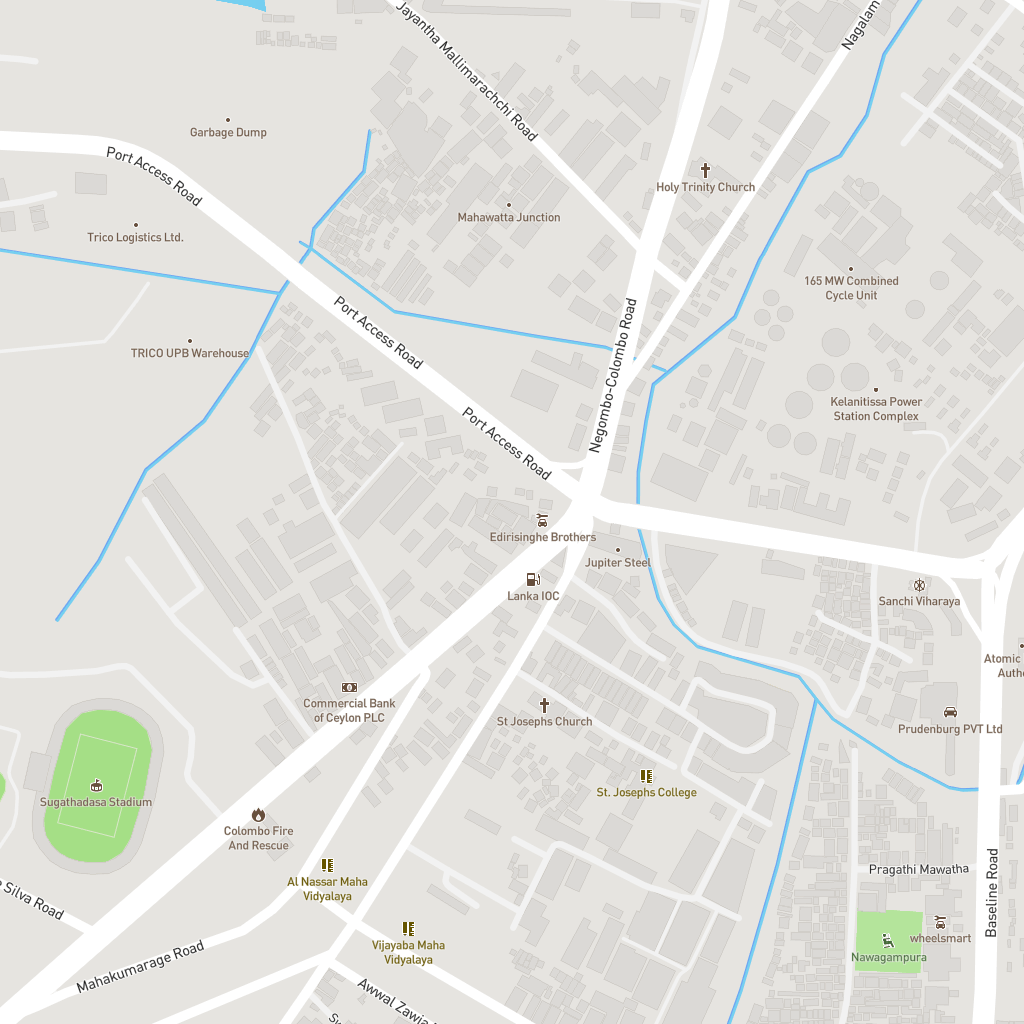 Jayantha Mallimarachchi Road
Nagalam
Garbage Dump
Port Access Road
Holy Trinity Church
Mahawatta Junction
Trico Logistics Ltd.
165 MW Combined
Cycle Unit
Port Access Road
Negombo-Colombo Road
TRICO UPB Warehouse
Kelanitissa Power
Station Complex
Port Access Road
Edirisinghe Brothers
Jupiter Steel
Lanka IOC
Sanchi Viharaya
Atomic
Authe
Commercial Bank
of Ceylon PLC
St Josephs Church
Prudenburg PVT Ltd
St. Josephs College
Sugathadasa Stadium
Colombo Fire
And Rescue
Al Nassar Maha
Vidyalaya
Pragathi Mawatha
Baseline Road
Silva Road
wheelsmart
Vijayaba Maha
Vidyalaya
Nawagampura
Mahakumarage Road
Awwal Zawia